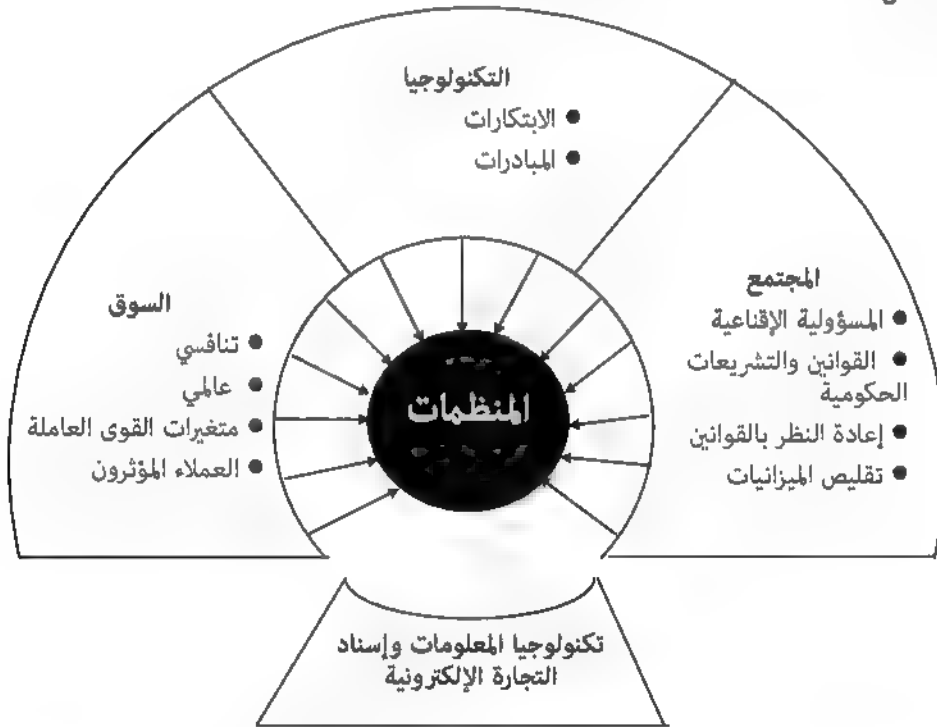 التكنولوجيا
● الابتكارات
● المبادرات
المجتمع
● المسؤولية الإقناعية
● القوانين والتشريعات
الحكومية
● إعادة النظر بالقوانين
● تقليص الميزانيات
السوق
● تنافسي
● عالمي
● متغيرات القوى العاملة
● العملاء المؤثرون
المنظمات
تكنولوجيا المعلومات وإسناد
التجارة الإلكترونية